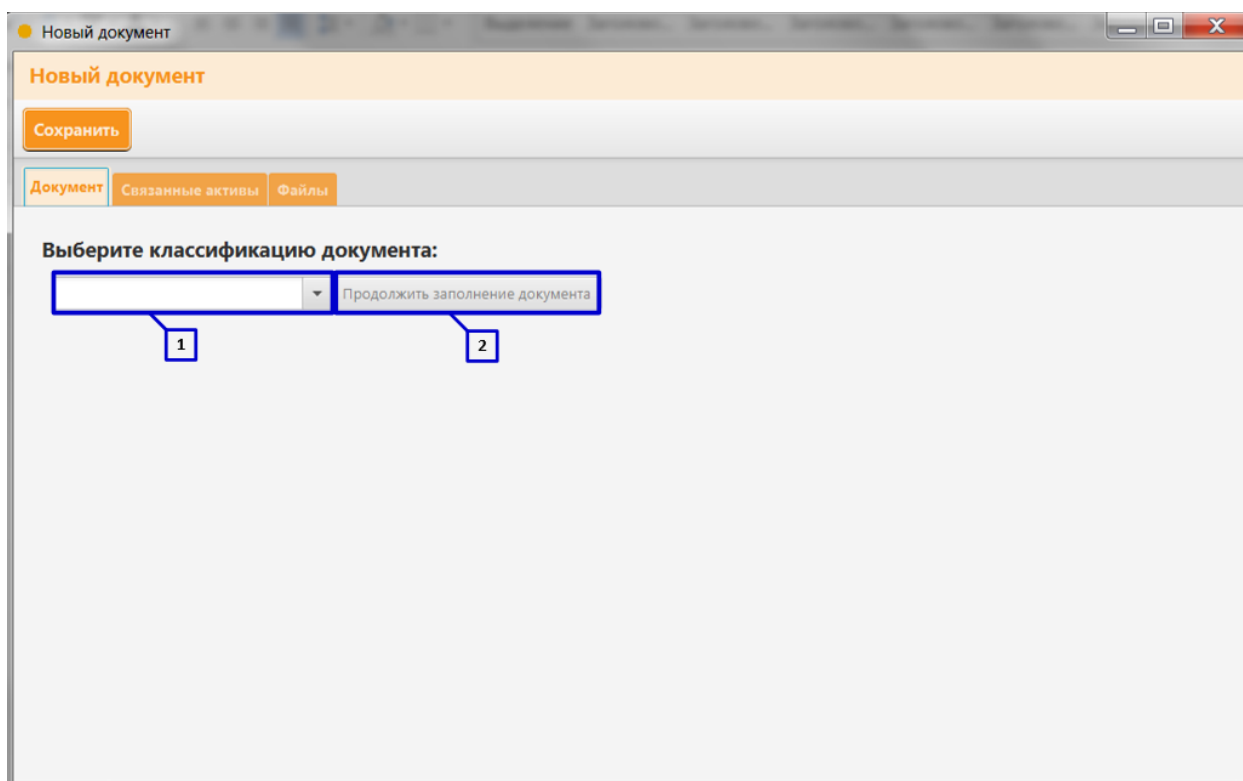 Новый документ
Новый документ
Сохранить
Документ Связанные активы Файлы
Выберите классификацию документа:
Продолжить заполнение документа
1 2